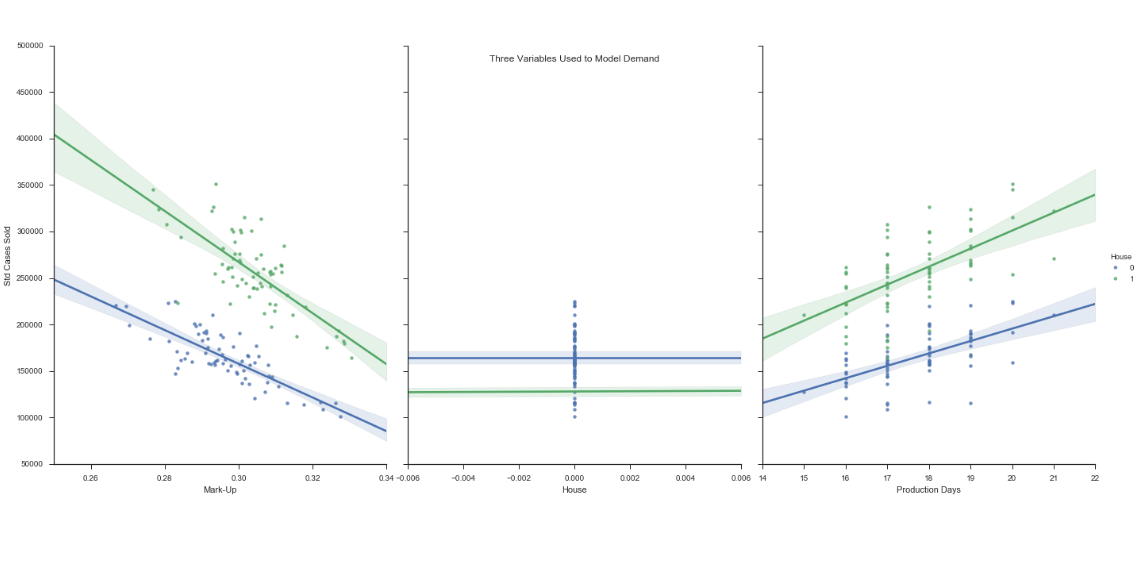 Three Variables Used to Model Demand
Std Cases Sold
500000
450000
400000
350000
300000
250000
200000
150000
100000
50000
0.26 0.28 0.30 0.32 0.34
Mark-Up
−0.006 −0.004 −0.002 0.000 0.002 0.004 0.006
House
14 15 16 17 18 19 20 21 22
Production Days
House
0
1